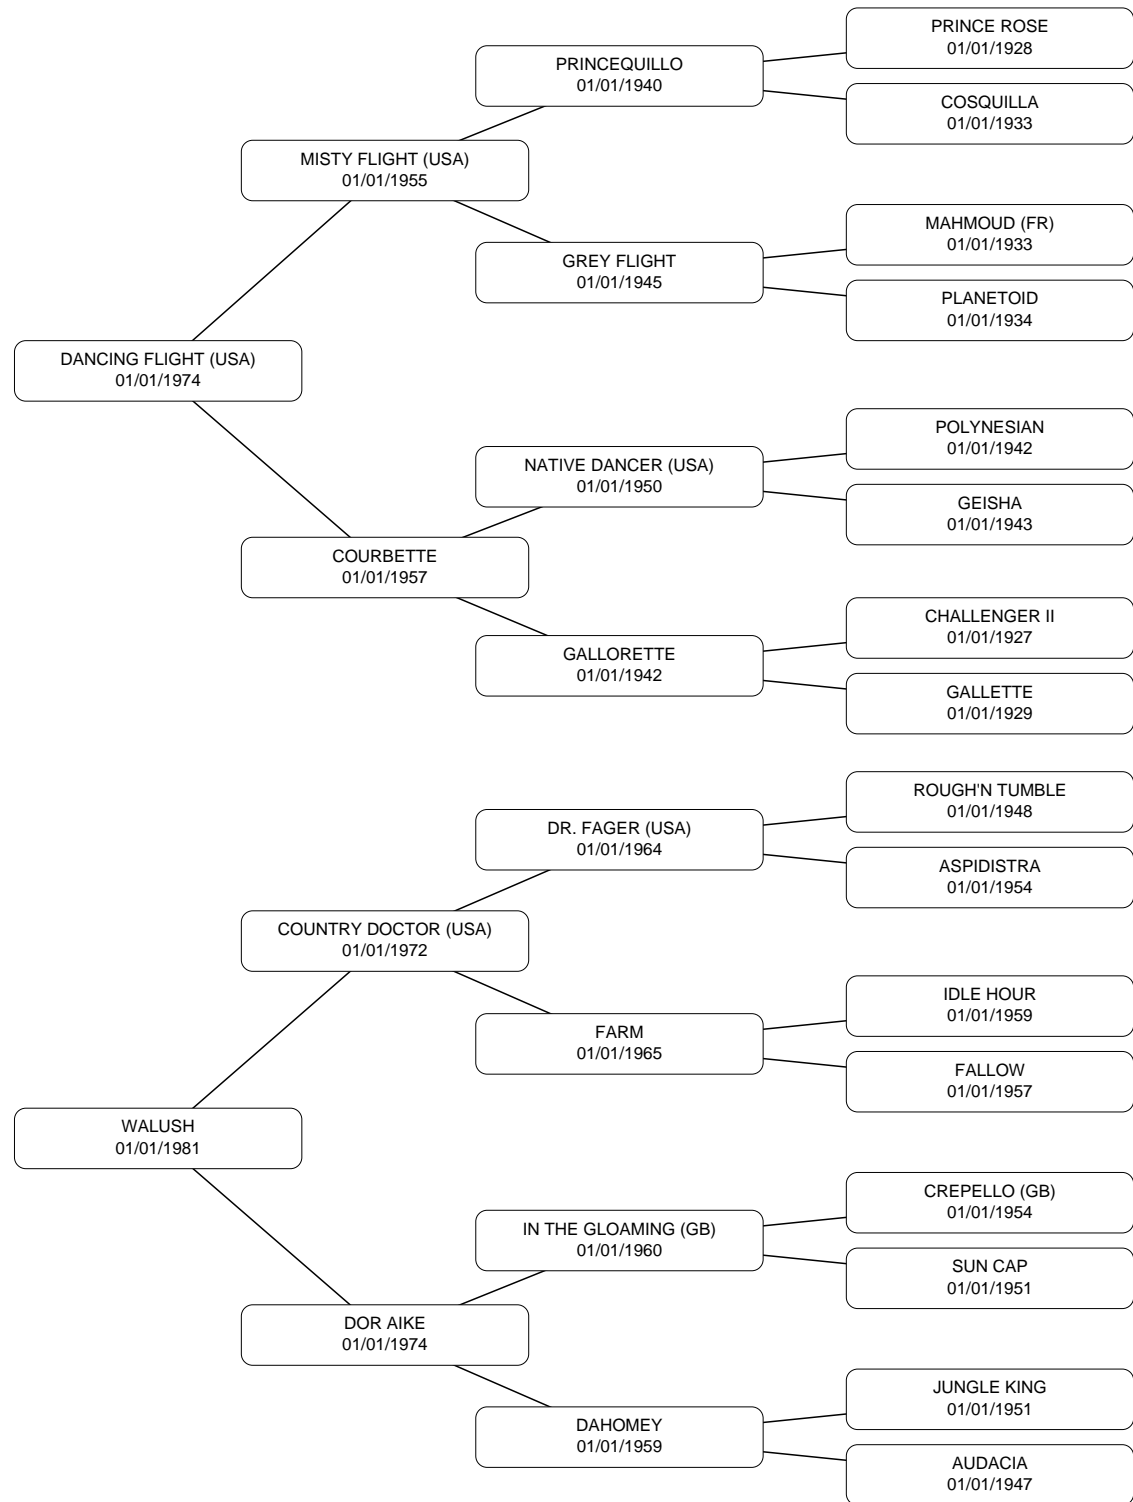 PRINCE ROSE
01/01/1928
PRINCEQUILLO
01/01/1940
COSQUILLA
01/01/1933
MISTY FLIGHT (USA)
01/01/1955
MAHMOUD (FR)
01/01/1933
GREY FLIGHT
01/01/1945
PLANETOID
01/01/1934
DANCING FLIGHT (USA)
01/01/1974
POLYNESIAN
01/01/1942
NATIVE DANCER (USA)
01/01/1950
GEISHA
01/01/1943
COURBETTE
01/01/1957
CHALLENGER II
01/01/1927
GALLORETTE
01/01/1942
GALLETTE
01/01/1929
ROUGH'N TUMBLE
01/01/1948
DR. FAGER (USA)
01/01/1964
ASPIDISTRA
01/01/1954
COUNTRY DOCTOR (USA)
01/01/1972
IDLE HOUR
01/01/1959
FARM
01/01/1965
FALLOW
01/01/1957
WALUSH
01/01/1981
CREPELLO (GB)
01/01/1954
IN THE GLOAMING (GB)
01/01/1960
SUN CAP
01/01/1951
DOR AIKE
01/01/1974
JUNGLE KING
01/01/1951
DAHOMEY
01/01/1959
AUDACIA
01/01/1947